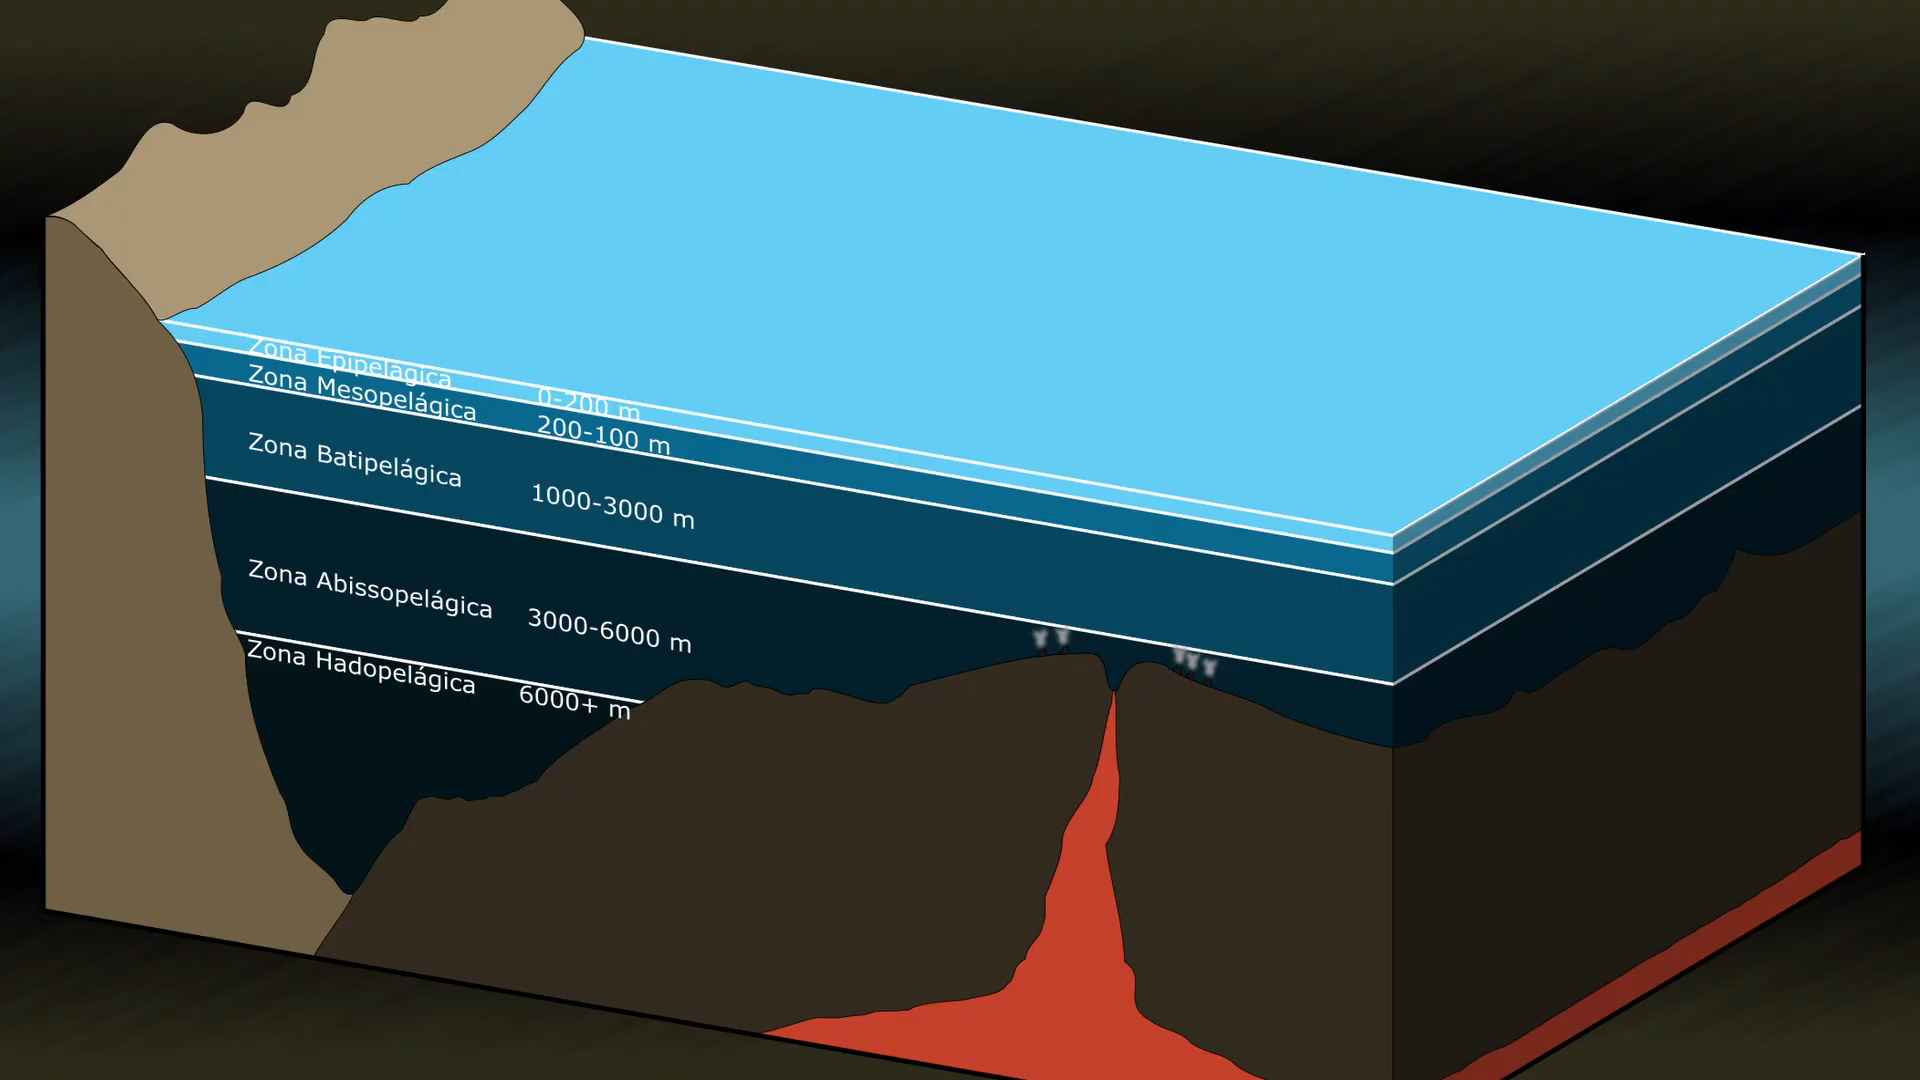 Zona Epipelágica 0-200 m
Zona Mesopelágica 200-100 m
Zona Batipelágica 1000-3000 m
Zona Abissopelágica 3000-6000 m
Zona Hadopelágica 6000+ m